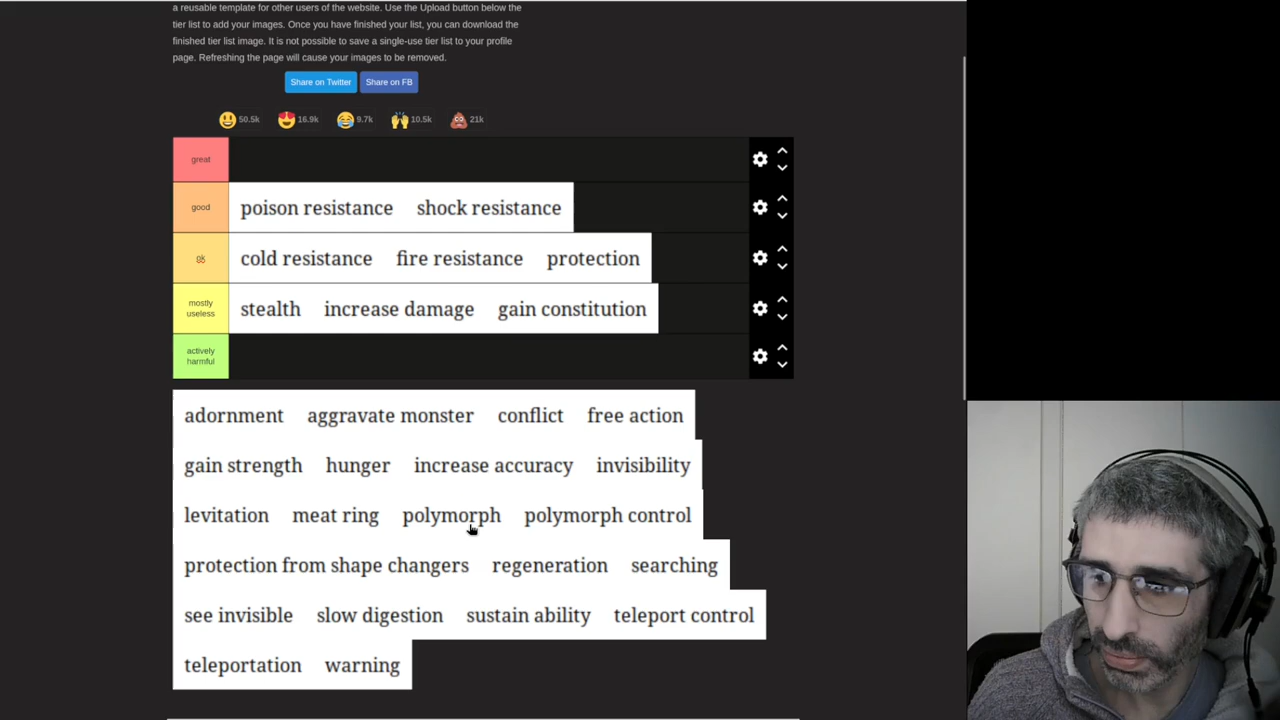 a reusable template for other users of the website. Use the Upload button below the
tier list to add your images. Once you have finished your list, you can download the
finished tier list image. It is not possible to save a single-use tier list to your profile
page. Refreshing the page will cause your images to be removed.
Share on Twitter Share on FB
50.5k 16.9k 9.7k 10.5k 21k
great
good poison resistance shock resistance
ok cold resistance fire resistance protection
mostly
useless
stealth increase damage gain constitution
actively
harmful
adornment aggravate monster conflict free action
gain strength hunger increase accuracy invisibility
levitation meat ring polymorph polymorph control
protection from shape changers regeneration searching
see invisible slow digestion sustain ability teleport control
teleportation warning